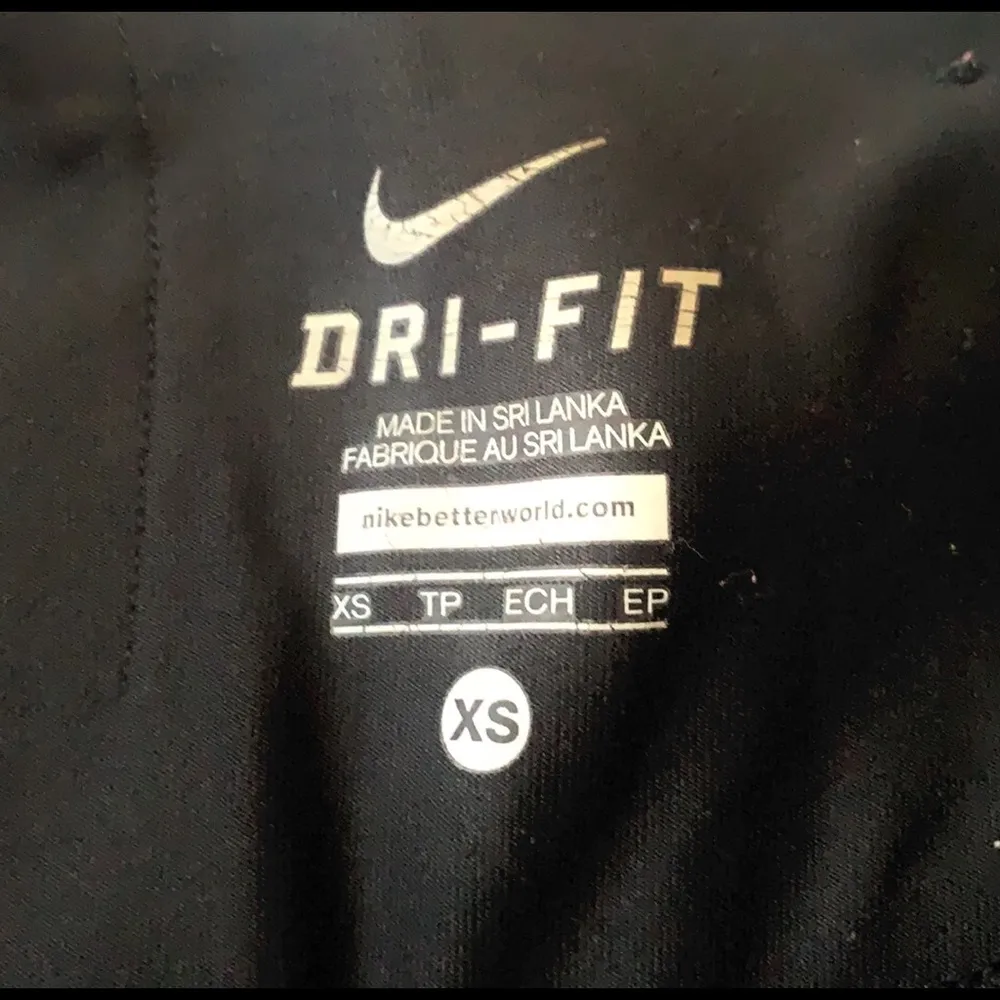 DRI-FIT
MADE IN SRI LANKA
FABRIQUE AU SRI LANKA
nikebetterworld.com
XS TP ECH EP
XS